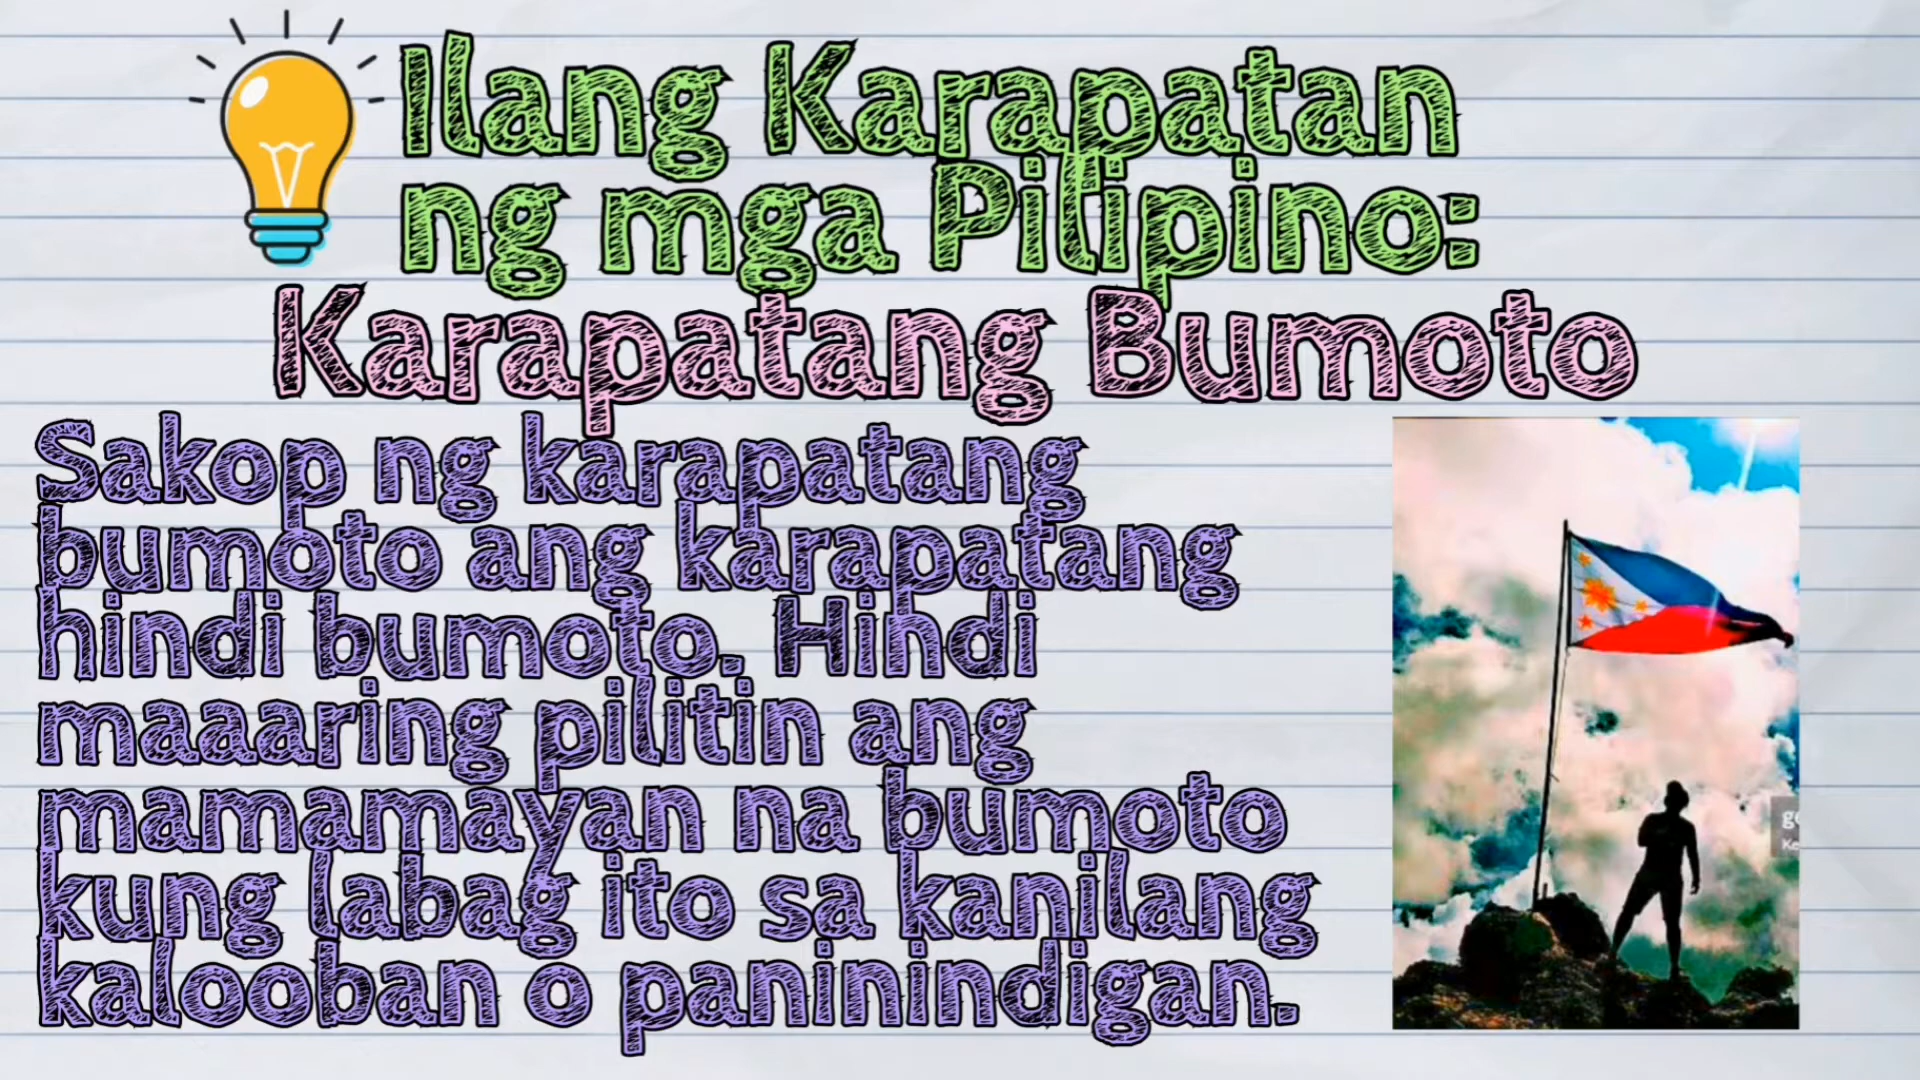 Ilang Karapatan
ng mga Pilipino:
Karapatang Bumoto
Sakop ng karapatang
bumoto ang karapatang
hindi bumoto. Hindi
maaaring pilitin ang
mamamayan na bumoto
kung labag ito sa kanilang
kalooban o paninindigan.